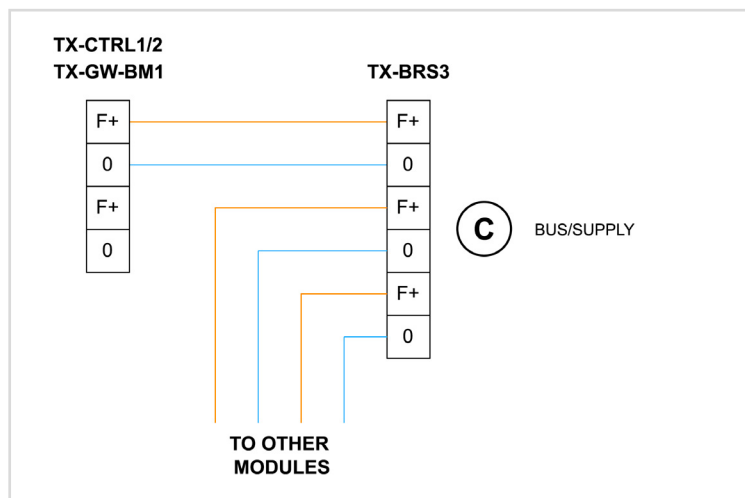 TX-CTRL1/2
TX-GW-BM1
TX-BRS3
F+
0
F+
0
F+
0
F+
0
F+
0
C
BUS/SUPPLY
TO OTHER
MODULES